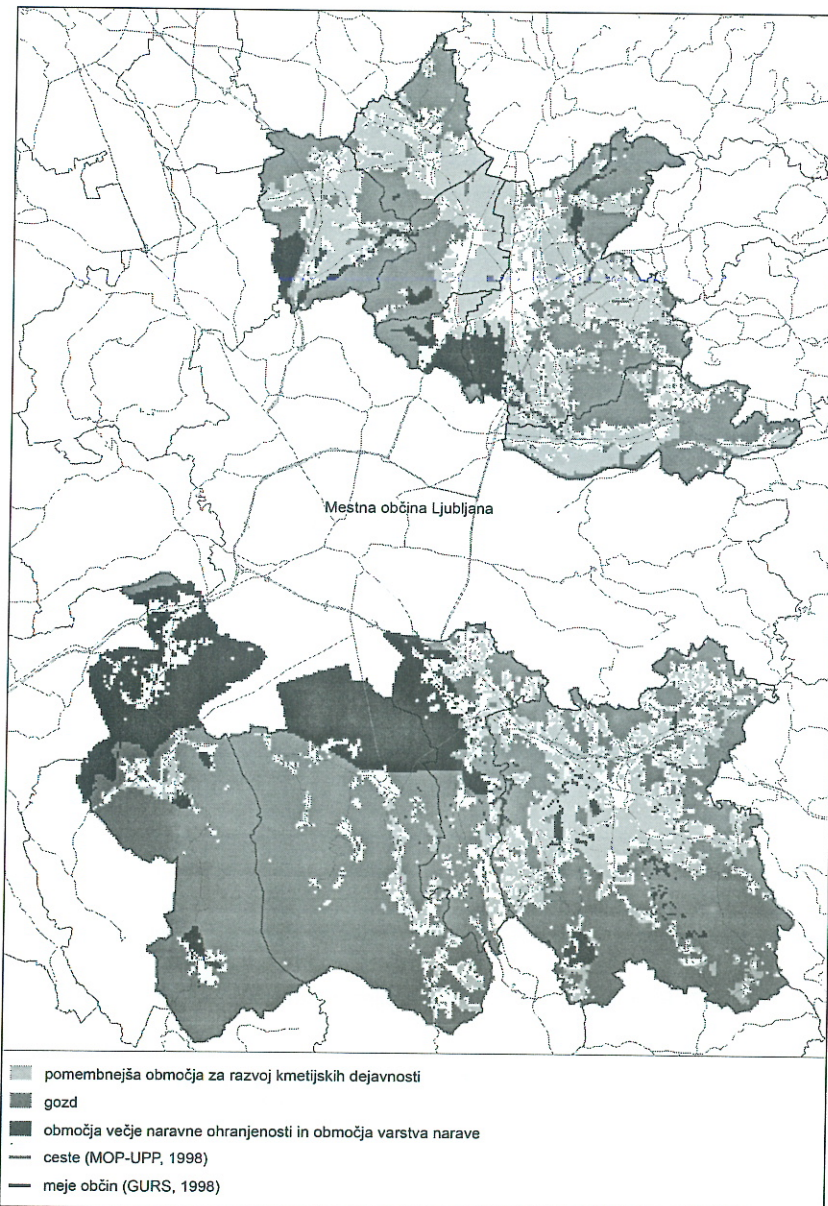 Mestna občina Ljubljana
pomembnejša območja za razvoj kmetijskih dejavnosti
gozd
območja večje naravne ohranjenosti in območja varstva narave
ceste (MOP-UPP, 1998)
meje občin (GURS, 1998)